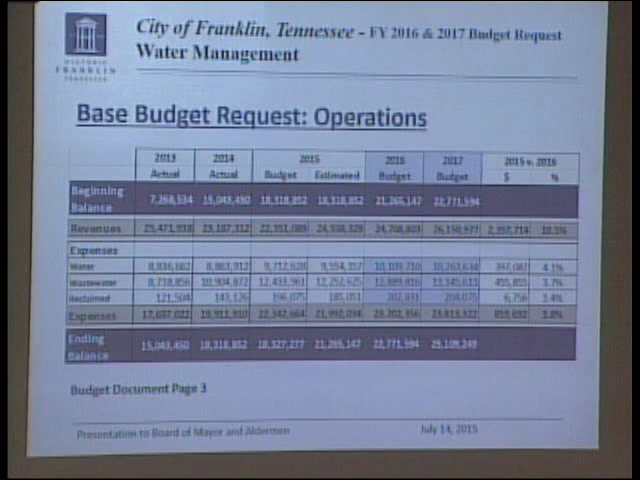 City of Franklin, Tennessee - FY 2016 & 2017 Budget Request
Water Management
HISTORIC
FRANKLIN
TENNESSEE
Base Budget Request: Operations
2013 2014 2015 2016 2017 2015 v. 2016
Actual Actual Budget Estimated Budget Budget $ %
Beginning
Balance 7,268,534 15,043,450 18,318,852 18,318,852 21,265,147 22,771,594
Revenues 25,471,938 23,187,312 22,351,089 24,938,329 24,708,803 26,150,977 2,357,714 10.5%
Expenses
Water 8,836,662 8,863,912 9,712,628 9,554,357 10,109,710 10,263,634 397,082 4.1%
Wastewater 8,738,856 10,904,872 12,433,961 12,252,625 12,889,816 13,345,613 455,855 3.7%
Reclaimed 121,504 143,126 196,075 185,051 202,831 204,075 6,756 3.4%
Expenses 17,697,022 19,911,910 22,342,664 21,992,034 23,202,356 23,813,322 859,692 3.8%
Ending
Balance 15,043,450 18,318,852 18,327,277 21,265,147 22,771,594 25,109,249
Budget Document Page 3
Presentation to Board of Mayor and Aldermen July 14, 2015